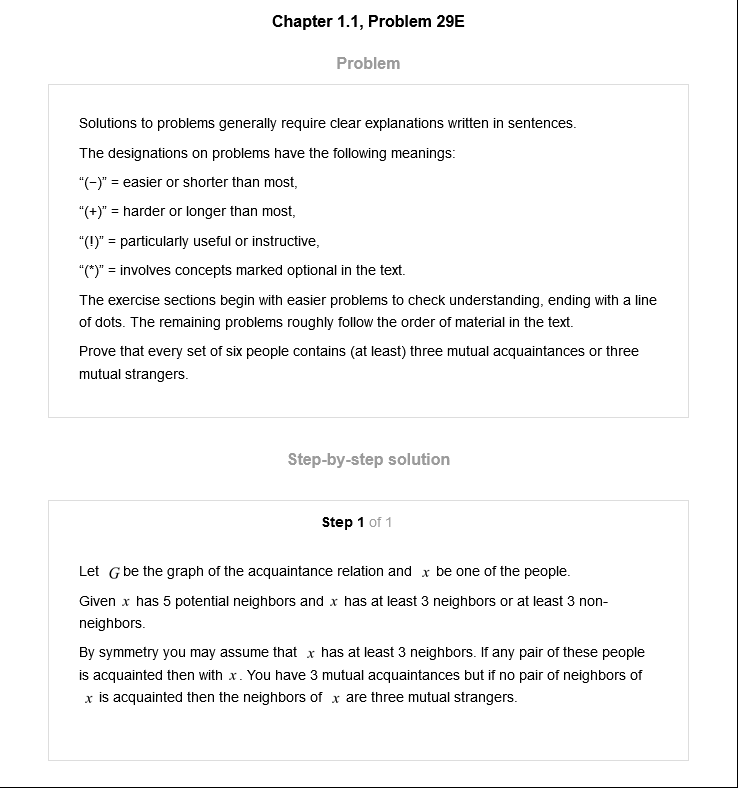 Chapter 1.1, Problem 29E
Problem
Solutions to problems generally require clear explanations written in sentences.
The designations on problems have the following meanings:
“(−)” = easier or shorter than most,
“(+)” = harder or longer than most,
“(!)” = particularly useful or instructive,
“(*)” = involves concepts marked optional in the text.
The exercise sections begin with easier problems to check understanding, ending with a line
of dots. The remaining problems roughly follow the order of material in the text.
Prove that every set of six people contains (at least) three mutual acquaintances or three
mutual strangers.
Step-by-step solution
Step 1 of 1
Let G be the graph of the acquaintance relation and x be one of the people.
Given x has 5 potential neighbors and x has at least 3 neighbors or at least 3 non-
neighbors.
By symmetry you may assume that x has at least 3 neighbors. If any pair of these people
is acquainted then with x. You have 3 mutual acquaintances but if no pair of neighbors of
x is acquainted then the neighbors of x are three mutual strangers.